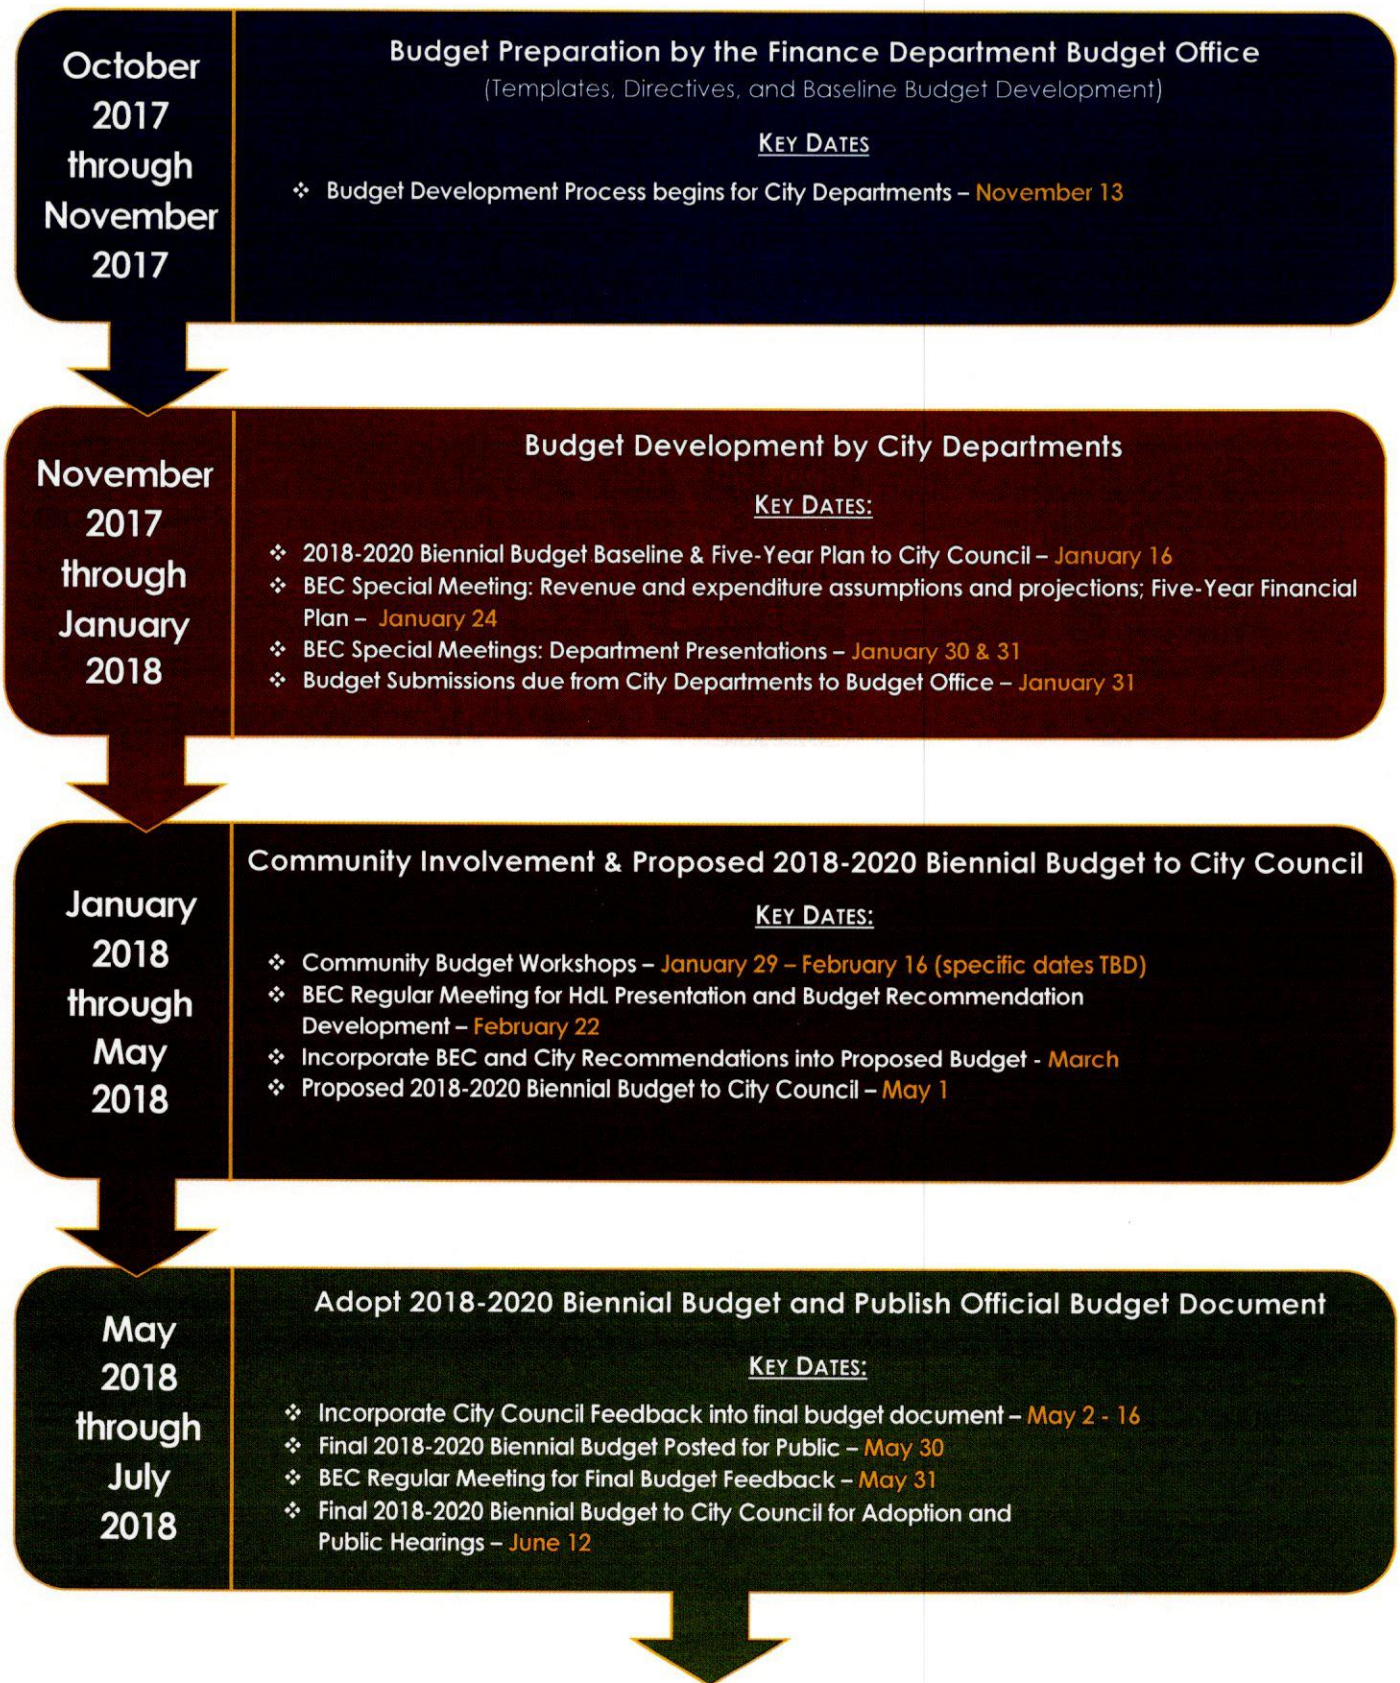 October
2017
through
November
2017
Budget Preparation by the Finance Department Budget Office
(Templates, Directives, and Baseline Budget Development)
KEY DATES
❖ Budget Development Process begins for City Departments – November 13
November
2017
through
January
2018
Budget Development by City Departments
KEY DATES:
❖ 2018-2020 Biennial Budget Baseline & Five-Year Plan to City Council – January 16
❖ BEC Special Meeting: Revenue and expenditure assumptions and projections; Five-Year Financial
Plan – January 24
❖ BEC Special Meetings: Department Presentations – January 30 & 31
❖ Budget Submissions due from City Departments to Budget Office – January 31
January
2018
through
May
2018
Community Involvement & Proposed 2018-2020 Biennial Budget to City Council
KEY DATES:
❖ Community Budget Workshops – January 29 – February 16 (specific dates TBD)
❖ BEC Regular Meeting for HdL Presentation and Budget Recommendation
Development – February 22
❖ Incorporate BEC and City Recommendations into Proposed Budget - March
❖ Proposed 2018-2020 Biennial Budget to City Council – May 1
May
2018
through
July
2018
Adopt 2018-2020 Biennial Budget and Publish Official Budget Document
KEY DATES:
❖ Incorporate City Council Feedback into final budget document – May 2 - 16
❖ Final 2018-2020 Biennial Budget Posted for Public – May 30
❖ BEC Regular Meeting for Final Budget Feedback – May 31
❖ Final 2018-2020 Biennial Budget to City Council for Adoption and
Public Hearings – June 12